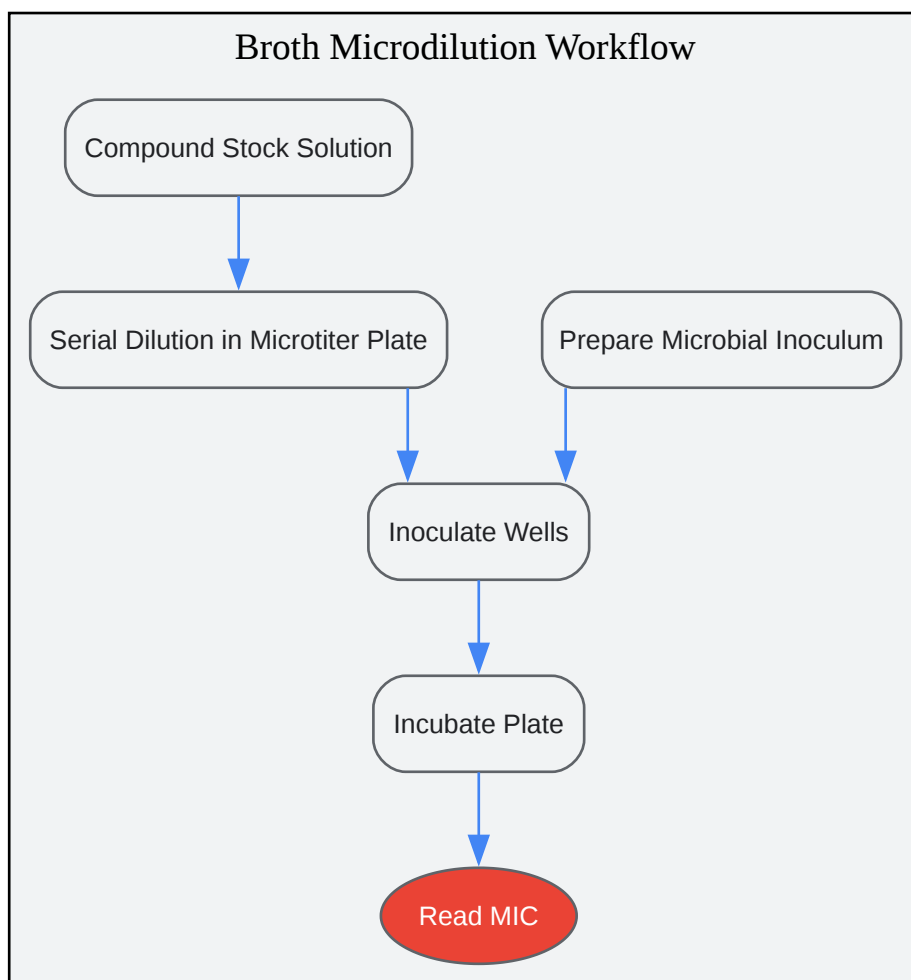 Broth Microdilution Workflow
Compound Stock Solution
Serial Dilution in Microtiter Plate
Prepare Microbial Inoculum
Inoculate Wells
Incubate Plate
Read MIC